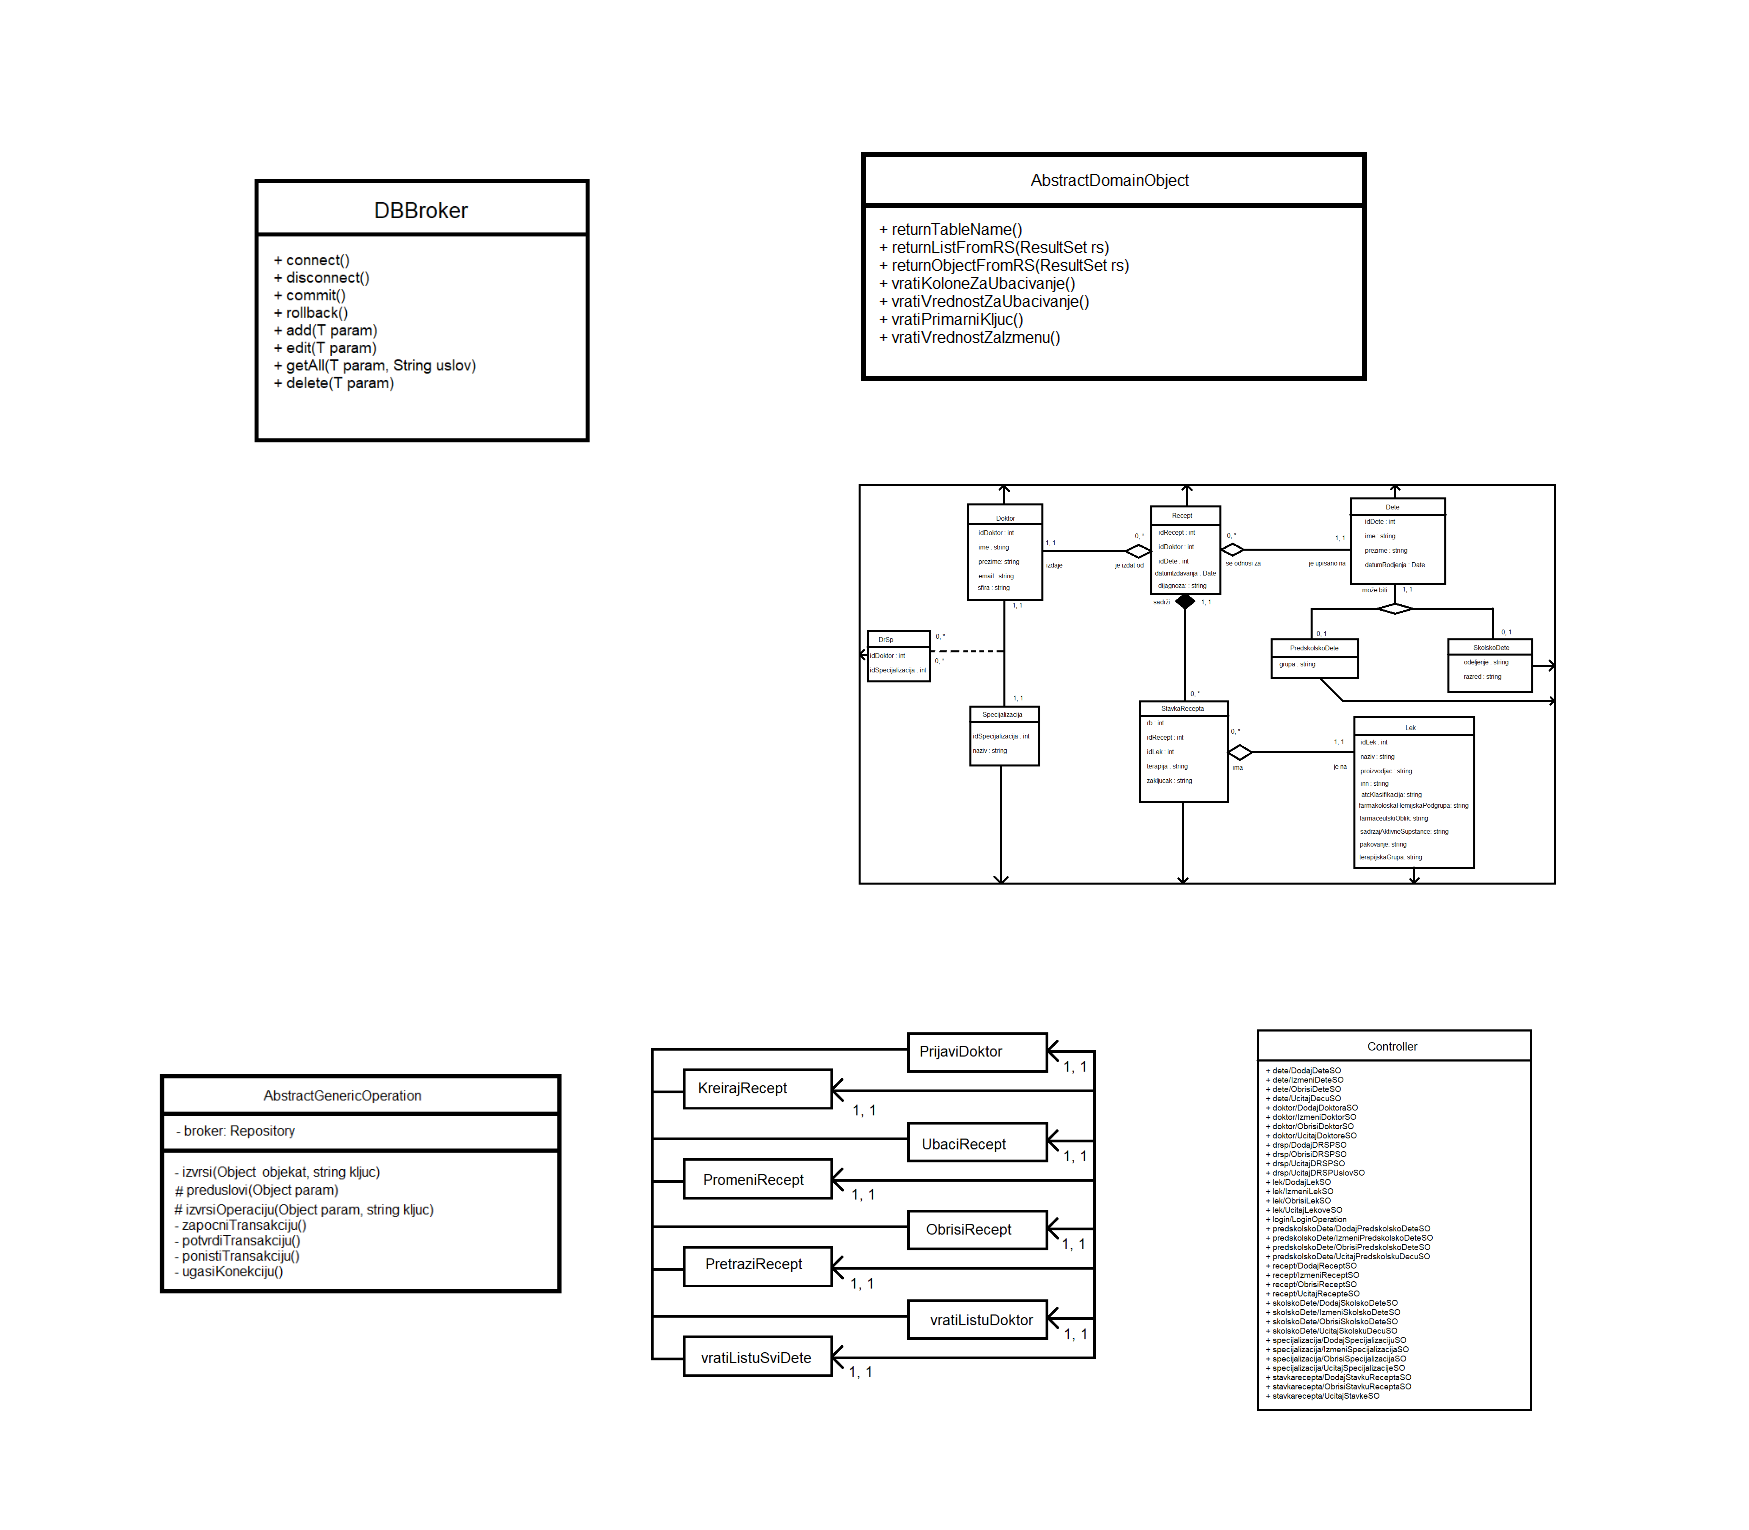 DBBroker
+ connect()
+ disconnect()
+ commit()
+ rollback()
+ add(T param)
+ edit(T param)
+ getAll(T param, String uslov)
+ delete(T param)
AbstractDomainObject
+ returnTableName()
+ returnListFromRS(ResultSet rs)
+ returnObjectFromRS(ResultSet rs)
+ vratiKoloneZaUbacivanje()
+ vratiVrednostZaUbacivanje()
+ vratiPrimarniKljuc()
+ vratiVrednostZaIzmenu()
Doktor
idDoktor : int
ime : string
prezime: string
email : string
sifra : string
1, 1
izdaje
0, *
je izdat od
Recept
idRecept : int
idDoktor : int
idDete : int
datumIzdavanja : Date
dijagnoza: : string
0, *
se odnosi za
1, 1
je upisano na
Dete
idDete : int
ime : string
prezime : string
datumRodjenja : Date
moze biti
1, 1
sadrži
1, 1
1, 1
DrSp
idDoktor : int
idSpecijalizacija : int
0, *
0, *
0, 1
PredskolskoDete
grupa : string
0, 1
SkolskoDete
odeljenje : string
razred : string
1, 1
Specijalizacija
idSpecijalizacija : int
naziv : string
0, *
StavkaRecepta
rb : int
idRecept : int
idLek : int
terapija : string
zakljucak : string
0, *
ima
1, 1
je na
Lek
idLek : int
naziv : string
proizvodjac : string
inn : string
atcKlasifikacija: string
farmakoloskaHemijskaPodgrupa: string
farmaceutskiOblik: string
sadrzajAktivneSupstance: string
pakovanje: string
terapijskaGrupa: string
AbstractGenericOperation
- broker: Repository
- izvrsi(Object objekat, string kljuc)
# preduslovi(Object param)
# izvrsiOperaciju(Object param, string kljuc)
- zapocniTransakciju()
- potvrdiTransakciju()
- ponistiTransakciju()
- ugasiKonekciju()
PrijaviDoktor
1, 1
KreirajRecept
1, 1
UbaciRecept
1, 1
PromeniRecept
1, 1
ObrisiRecept
1, 1
PretraziRecept
1, 1
vratiListuDoktor
1, 1
vratiListuSviDete
1, 1
Controller
+ dete/DodajDeteSO
+ dete/IzmeniDeteSO
+ dete/ObrisiDeteSO
+ dete/UcitajDecuSO
+ doktor/DodajDoktoraSO
+ doktor/IzmeniDoktorSO
+ doktor/ObrisiDoktorSO
+ doktor/UcitajDoktoreSO
+ drsp/DodajDRSPSO
+ drsp/ObrisiDRSPSO
+ drsp/UcitajDRSPSO
+ drsp/UcitajDRSPUslovSO
+ lek/DodajLekSO
+ lek/IzmeniLekSO
+ lek/ObrisiLekSO
+ lek/UcitajLekoveSO
+ login/LoginOperation
+ predskolskoDete/DodajPredskolskoDeteSO
+ predskolskoDete/IzmeniPredskolskoDeteSO
+ predskolskoDete/ObrisiPredskolskoDeteSO
+ predskolskoDete/UcitajPredskolskuDecuSO
+ recept/DodajReceptSO
+ recept/IzmeniReceptSO
+ recept/ObrisiReceptSO
+ recept/UcitajRecepteSO
+ skolskoDete/DodajSkolskoDeteSO
+ skolskoDete/IzmeniSkolskoDeteSO
+ skolskoDete/ObrisiSkolskoDeteSO
+ skolskoDete/UcitajSkolskuDecuSO
+ specijalizacija/DodajSpecijalizacijuSO
+ specijalizacija/IzmeniSpecijalizacijaSO
+ specijalizacija/ObrisiSpecijalizacijaSO
+ specijalizacija/UcitajSpecijalizacijeSO
+ stavkarecepta/DodajStavkuReceptaSO
+ stavkarecepta/ObrisiStavkuReceptaSO
+ stavkarecepta/UcitajStavkeSO